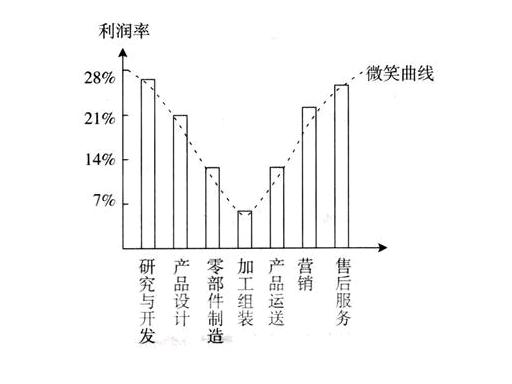 利润率
微笑曲线
28%
21%
14%
7%
研究与开发
产品设计
零部件制造
加工组装
产品运送
营销
售后服务